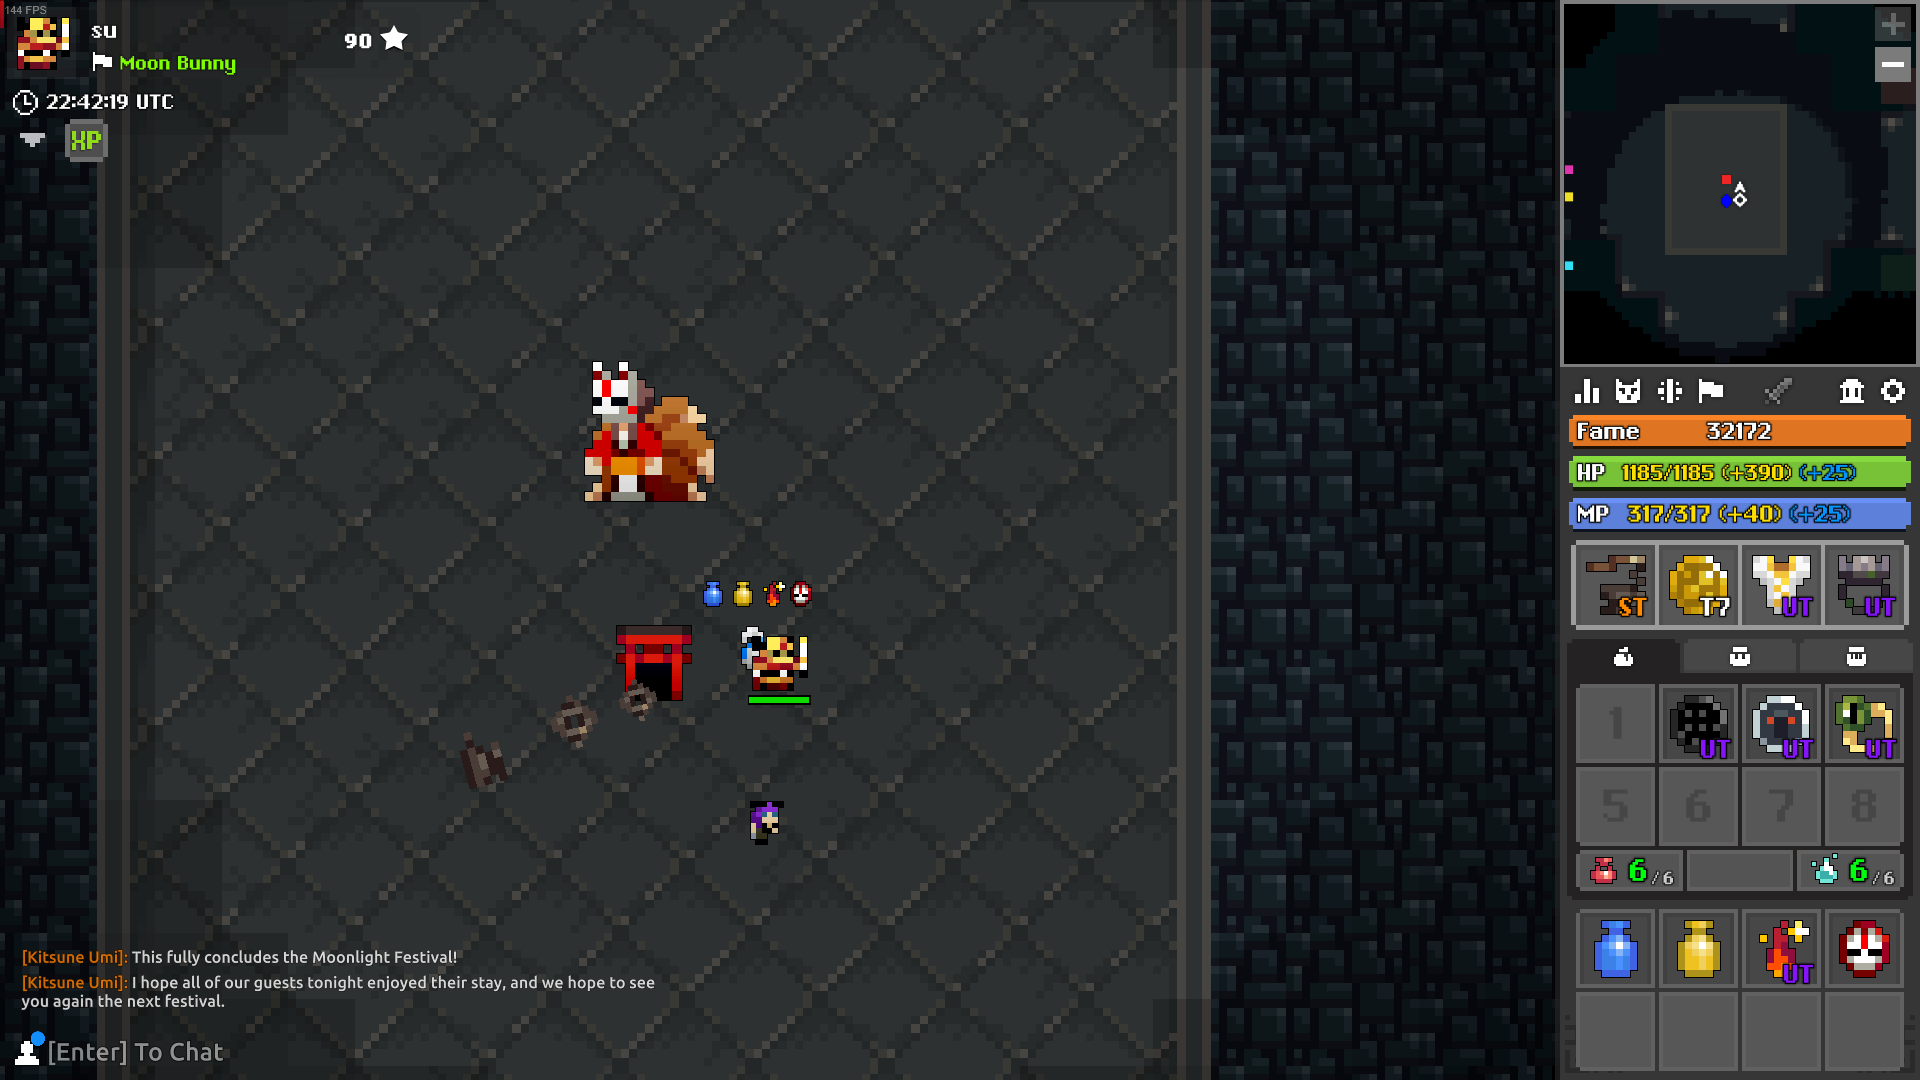 144 FPS
su
90
Moon Bunny
22:42:19 UTC
XP
Fame 32172
HP 1185/1185 (+390) (+25)
MP 317/317 (+40) (+25)
ST T7 UT UT
1 UT UT UT
5 6 7 8
6/6 6/6
UT
[Kitsune Umi]: This fully concludes the Moonlight Festival!
[Kitsune Umi]: I hope all of our guests tonight enjoyed their stay, and we hope to see
you again the next festival.
[Enter] To Chat